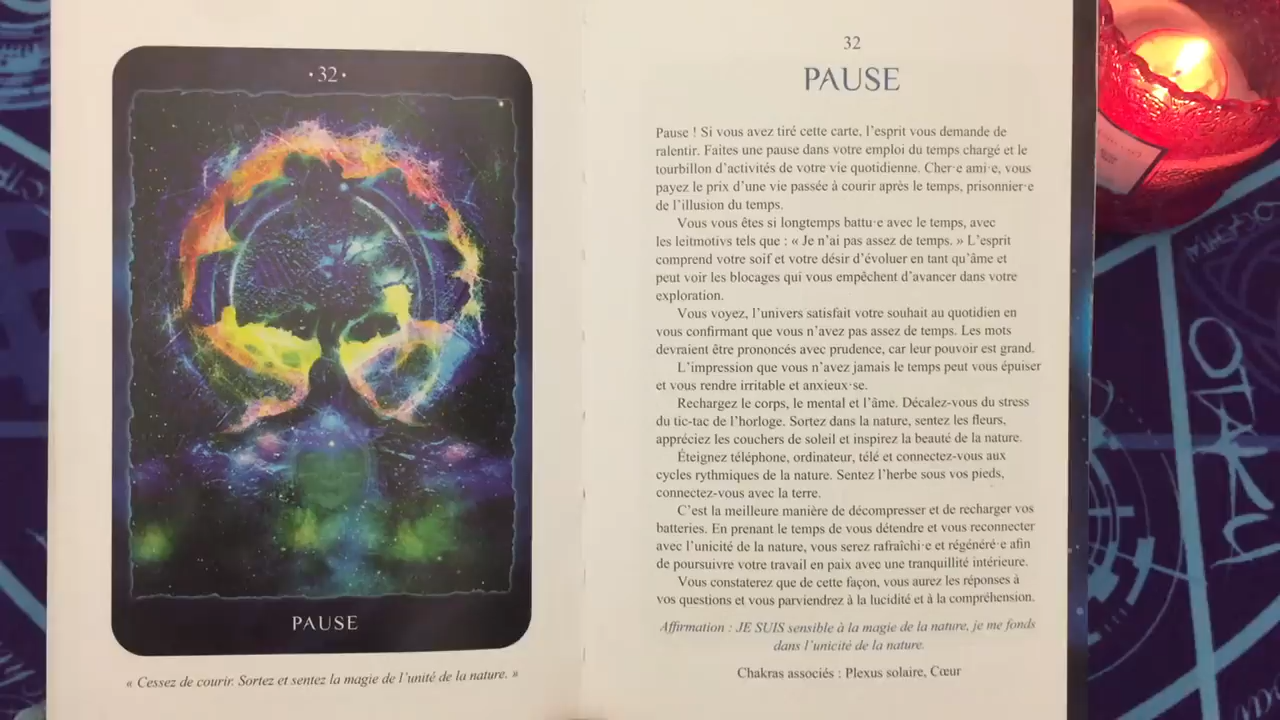 ·32·
PAUSE
« Cessez de courir. Sortez et sentez la magie de l'unité de la nature. »
32
PAUSE
Pause ! Si vous avez tiré cette carte, l'esprit vous demande de
ralentir. Faites une pause dans votre emploi du temps chargé et le
tourbillon d'activités de votre vie quotidienne. Cher·e ami·e, vous
payez le prix d'une vie passée à courir après le temps, prisonnier·e
de l'illusion du temps.
Vous vous êtes si longtemps battu·e avec le temps, avec
les leitmotivs tels que : « Je n'ai pas assez de temps. » L'esprit
comprend votre soif et votre désir d'évoluer en tant qu'âme et
peut voir les blocages qui vous empêchent d'avancer dans votre
exploration.
Vous voyez, l'univers satisfait votre souhait au quotidien en
vous confirmant que vous n'avez pas assez de temps. Les mots
devraient être prononcés avec prudence, car leur pouvoir est grand.
L'impression que vous n'avez jamais le temps peut vous épuiser
et vous rendre irritable et anxieux·se.
Rechargez le corps, le mental et l'âme. Décalez-vous du stress
du tic-tac de l'horloge. Sortez dans la nature, sentez les fleurs,
appréciez les couchers de soleil et inspirez la beauté de la nature.
Éteignez téléphone, ordinateur, télé et connectez-vous aux
cycles rythmiques de la nature. Sentez l'herbe sous vos pieds,
connectez-vous avec la terre.
C'est la meilleure manière de décompresser et de recharger vos
batteries. En prenant le temps de vous détendre et vous reconnecter
avec l'unicité de la nature, vous serez rafraîchi·e et régénéré·e afin
de poursuivre votre travail en paix avec une tranquilité intérieure.
Vous constaterez que de cette façon, vous aurez les réponses à
vos questions et vous parviendrez à la lucidité et à la compréhension.
Affirmation : JE SUIS sensible à la magie de la nature, je me fonds
dans l'unicité de la nature.
Chakras associés : Plexus solaire, Cœur
OTAKU